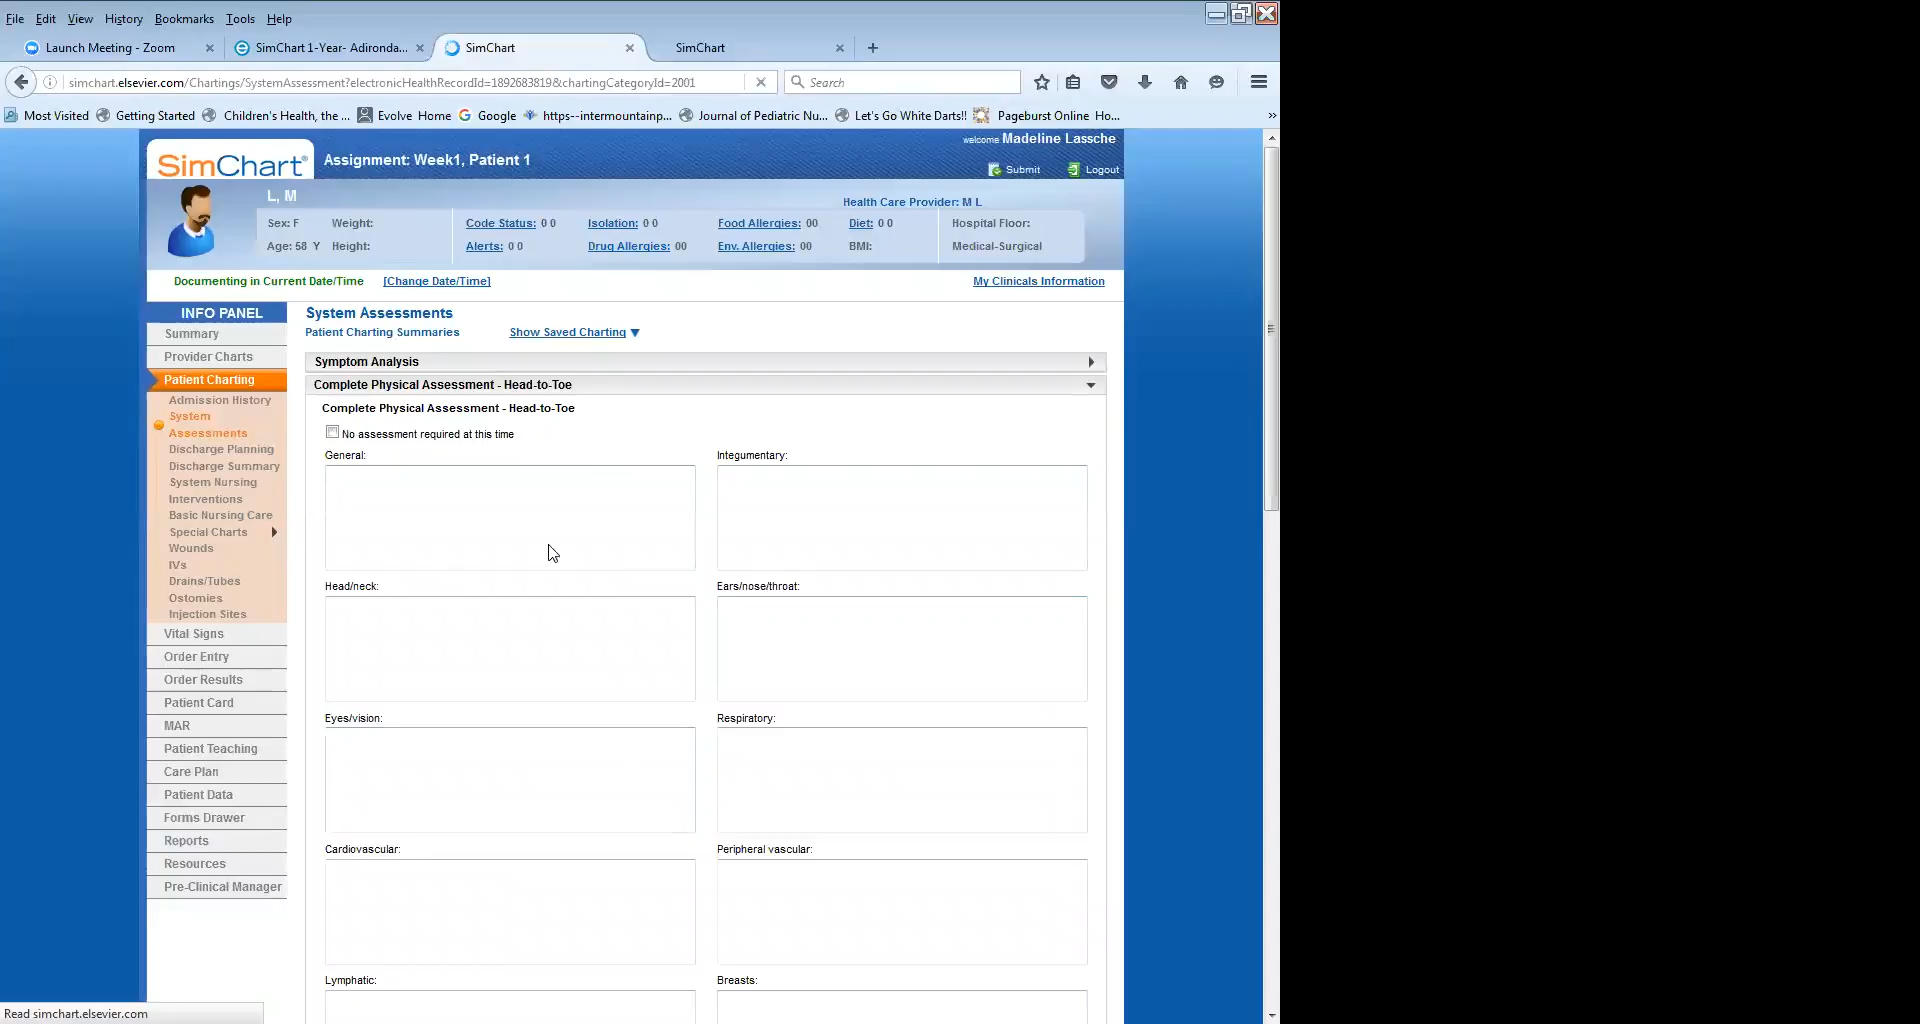 File Edit View History Bookmarks Tools Help
Launch Meeting - Zoom
SimChart 1-Year- Adironda...
SimChart
SimChart
simchart.elsevier.com/Chartings/SystemAssessment?electronicHealthRecordId=1892683819&chartingCategoryId=2001
Search
Most Visited Getting Started Children's Health, the ... Evolve Home Google https--intermountainp... Journal of Pediatric Nu... Let's Go White Darts!! Pageburst Online Ho...
welcome Madeline Lassche
SimChart® Assignment: Week1, Patient 1
Submit Logout
L, M
Health Care Provider: M L
Sex: F Weight: Code Status: 0 0 Isolation: 0 0 Food Allergies: 00 Diet: 0 0 Hospital Floor:
Age: 58 Y Height: Alerts: 0 0 Drug Allergies: 00 Env. Allergies: 00 BMI: Medical-Surgical
Documenting in Current Date/Time [Change Date/Time] My Clinicals Information
INFO PANEL
Summary
Provider Charts
Patient Charting
Admission History
System
Assessments
Discharge Planning
Discharge Summary
System Nursing
Interventions
Basic Nursing Care
Special Charts
Wounds
IVs
Drains/Tubes
Ostomies
Injection Sites
Vital Signs
Order Entry
Order Results
Patient Card
MAR
Patient Teaching
Care Plan
Patient Data
Forms Drawer
Reports
Resources
Pre-Clinical Manager
System Assessments
Patient Charting Summaries Show Saved Charting
Symptom Analysis
Complete Physical Assessment - Head-to-Toe
Complete Physical Assessment - Head-to-Toe
No assessment required at this time
General: Integumentary:
Head/neck: Ears/nose/throat:
Eyes/vision: Respiratory:
Cardiovascular: Peripheral vascular:
Lymphatic: Breasts:
Read simchart.elsevier.com